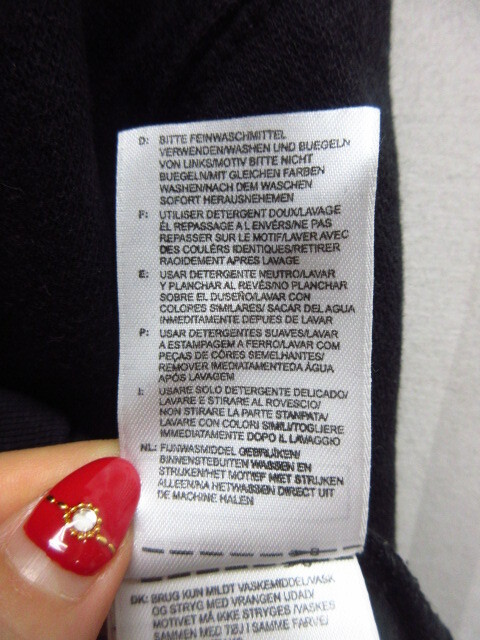 D: BITTE FEINWASCHMITTEL
VERWENDEN/WASHEN UND BUEGELN
VON LINKS/MOTIV BITTE NICHT
BUEGELN/MIT GLEICHEN FARBEN
WASHEN/NACH DEM WASCHEN
SOFORT HERAUSNEHEMEN
F: UTILISER DETERGENT DOUX/LAVAGE
ÉL REPASSAGE A L ENVÉRS/NE PAS
REPASSER SUR LE MOTIF/LAVER AVEC
DES COULÉRS IDENTIQUES/RETIRER
RAOIDEMENT APRES LAVAGE
E: USAR DETERGENTE NEUTRO/LAVAR
Y PLANCHAR AL REVÉS/NO PLANCHAR
SOBRE EL DUSEÑO/LAVAR CON
COLORES SIMILARES/ SACAR DEL AGUA
INMEDITAMENTE DEPUES DE LAVAR
P: USAR DETERGENTES SUAVES/LAVAR
A ESTAMPAGEM A FERRO/LAVAR COM
PEÇAS DE CÔRES SEMELHANTES/
REMOVER IMEDIATAMENTEDA ÁGUA
APÓS LAVAGEM
I: USARE SOLO DETERGENTE DELICADO/
LAVARE E STIRARE AL ROVESCIO/
NON STIRARE LA PARTE STANPATA/
LAVARE CON COLORI SIMILI/TOGLIERE
IMMEDIATAMENTE DOPO IL LAVAGGIO
NL: FIJNWASMIDDEL GEBRUIKEN/
BINNENSTEBUITEN WASSEN EN
STRIJKEN/HET MOTIEF NIET STRIJKEN
ALLEEN/NA HETWASSEN DIRECT UIT
DE MACHINE HALEN
DK: BRUG KUN MILDT VASKEMIDDEL/VASK
OG STRYG MED VRANGEN UDALV
MOTIVET MÅ IKKE STRYGES /VASKES
SAMMEN MED TØJ I SAMME FARVE/